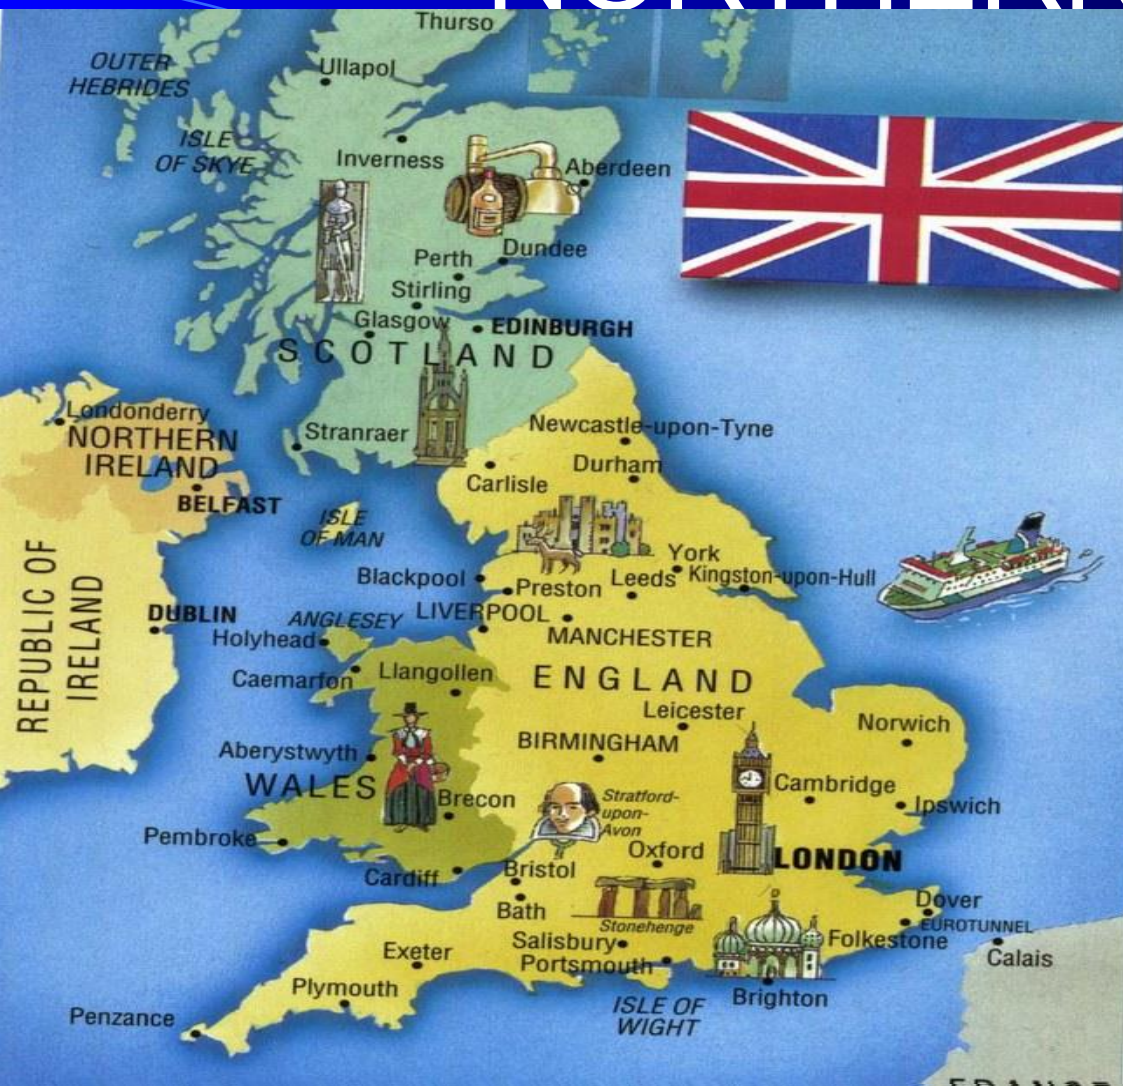 NORTHERN
Thurso
OUTER
HEBRIDES
Ullapol
ISLE
OF SKYE
Inverness
Aberdeen
Dundee
Perth
Stirling
Glasgow
EDINBURGH
SCOTLAND
Londonderry
NORTHERN
IRELAND
BELFAST
Stranraer
Newcastle-upon-Tyne
Durham
Carlisle
ISLE
OF MAN
York
Blackpool
Preston
Leeds
Kingston-upon-Hull
REPUBLIC OF
IRELAND
DUBLIN
ANGLESEY
LIVERPOOL
Holyhead
MANCHESTER
Caemarfon
Llangollen
ENGLAND
Leicester
Norwich
Aberystwyth
BIRMINGHAM
WALES
Brecon
Stratford-
upon-
Avon
Cambridge
Ipswich
Pembroke
Oxford
LONDON
Cardiff
Bristol
Bath
Stonehenge
Dover
EUROTUNNEL
Folkestone
Calais
Exeter
Salisbury
Portsmouth
Plymouth
ISLE OF
WIGHT
Brighton
Penzance